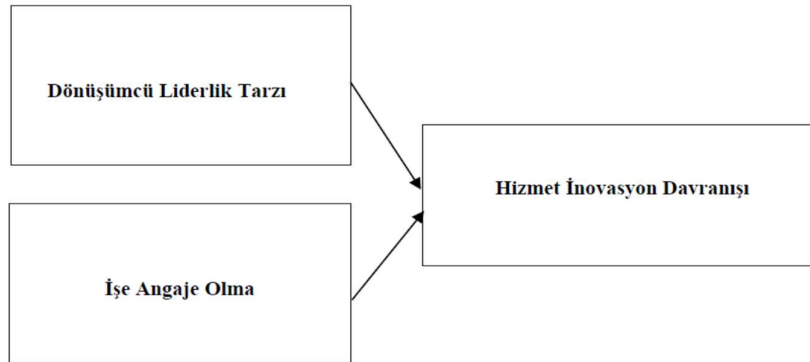 Dönüşümcü Liderlik Tarzı
Hizmet İnovasyon Davranışı
İşe Angaje Olma